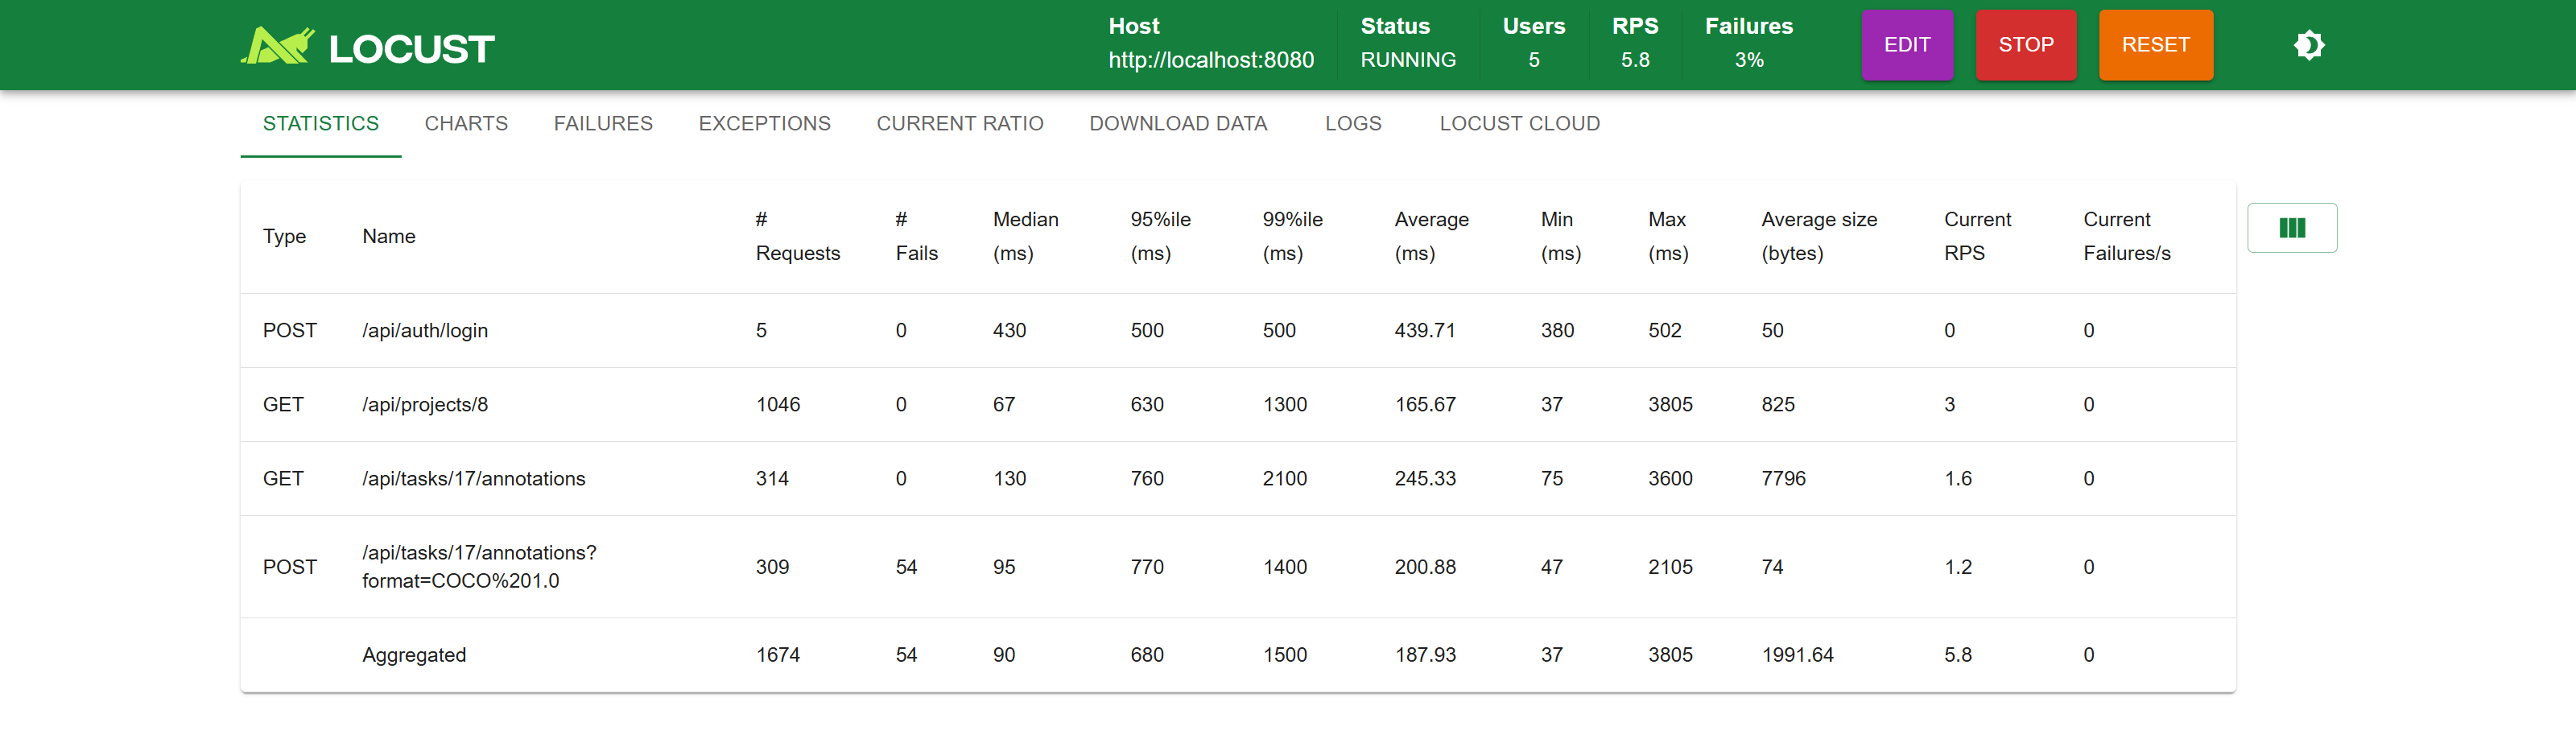 LOCUST
Host
http://localhost:8080
Status
RUNNING
Users
5
RPS
5.8
Failures
3%
EDIT
STOP
RESET
STATISTICS CHARTS FAILURES EXCEPTIONS CURRENT RATIO DOWNLOAD DATA LOGS LOCUST CLOUD
Type Name # Requests # Fails Median (ms) 95%ile (ms) 99%ile (ms) Average (ms) Min (ms) Max (ms) Average size (bytes) Current RPS Current Failures/s
POST /api/auth/login 5 0 430 500 500 439.71 380 502 50 0 0
GET /api/projects/8 1046 0 67 630 1300 165.67 37 3805 825 3 0
GET /api/tasks/17/annotations 314 0 130 760 2100 245.33 75 3600 7796 1.6 0
POST /api/tasks/17/annotations?format=COCO%201.0 309 54 95 770 1400 200.88 47 2105 74 1.2 0
Aggregated 1674 54 90 680 1500 187.93 37 3805 1991.64 5.8 0